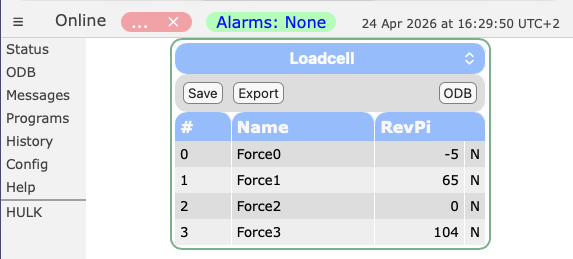 ≡ Online ... × Alarms: None 24 Apr 2026 at 16:29:50 UTC+2
Status
ODB
Messages
Programs
History
Config
Help
HULK
Loadcell
Save Export ODB
# Name RevPi
0 Force0 -5 N
1 Force1 65 N
2 Force2 0 N
3 Force3 104 N